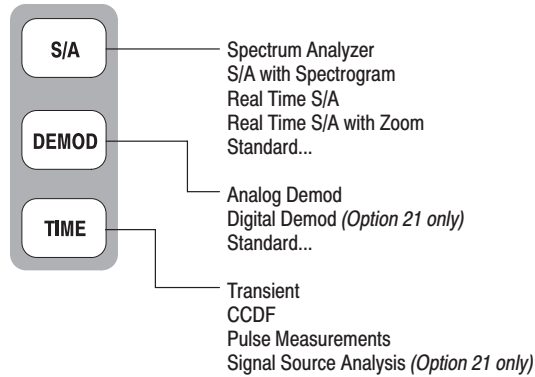 S/A
Spectrum Analyzer
S/A with Spectrogram
Real Time S/A
Real Time S/A with Zoom
Standard...
DEMOD
Analog Demod
Digital Demod (Option 21 only)
Standard...
TIME
Transient
CCDF
Pulse Measurements
Signal Source Analysis (Option 21 only)